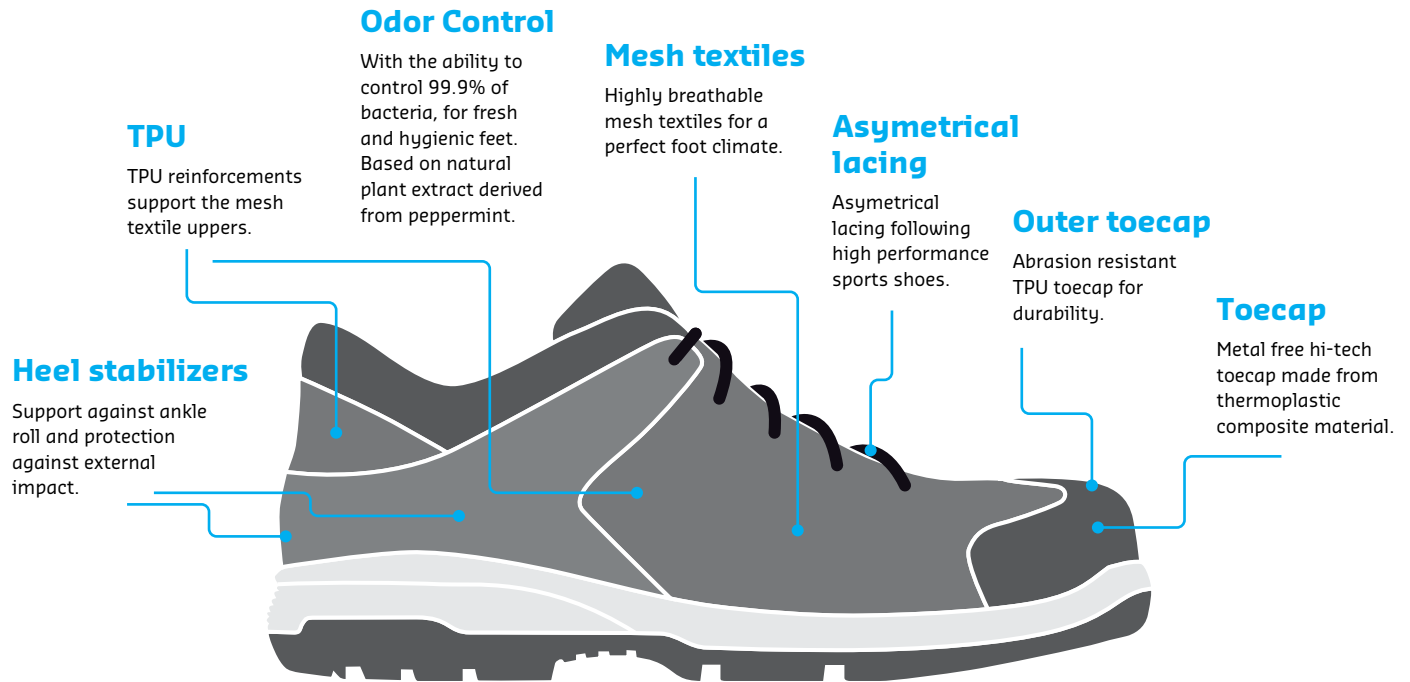 Odor Control
With the ability to
control 99.9% of
bacteria, for fresh
and hygienic feet.
Based on natural
plant extract derived
from peppermint.
Mesh textiles
Highly breathable
mesh textiles for a
perfect foot climate.
TPU
TPU reinforcements
support the mesh
textile uppers.
Asymetrical
lacing
Asymetrical
lacing following
high performance
sports shoes.
Outer toecap
Abrasion resistant
TPU toecap for
durability.
Toecap
Metal free hi-tech
toecap made from
thermoplastic
composite material.
Heel stabilizers
Support against ankle
roll and protection
against external
impact.